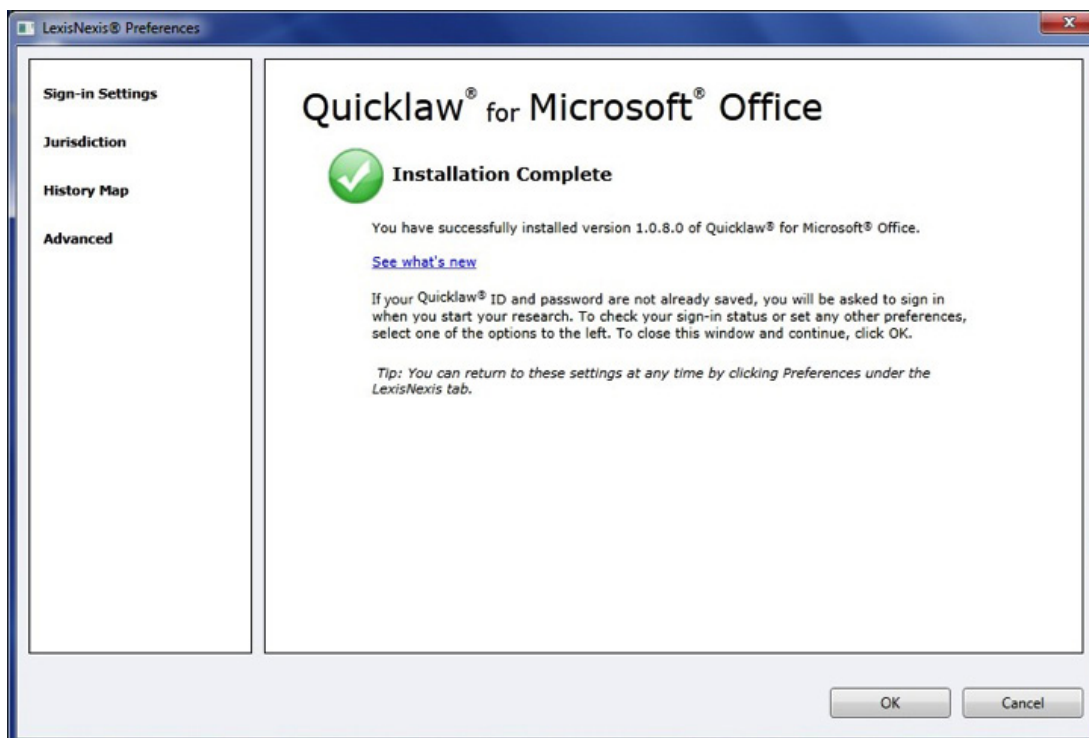 LexisNexis® Preferences
Sign-in Settings
Jurisdiction
History Map
Advanced
Quicklaw® for Microsoft® Office
Installation Complete
You have successfully installed version 1.0.8.0 of Quicklaw® for Microsoft® Office.
See what's new
If your Quicklaw® ID and password are not already saved, you will be asked to sign in
when you start your research. To check your sign-in status or set any other preferences,
select one of the options to the left. To close this window and continue, click OK.
Tip: You can return to these settings at any time by clicking Preferences under the
LexisNexis tab.
OK
Cancel